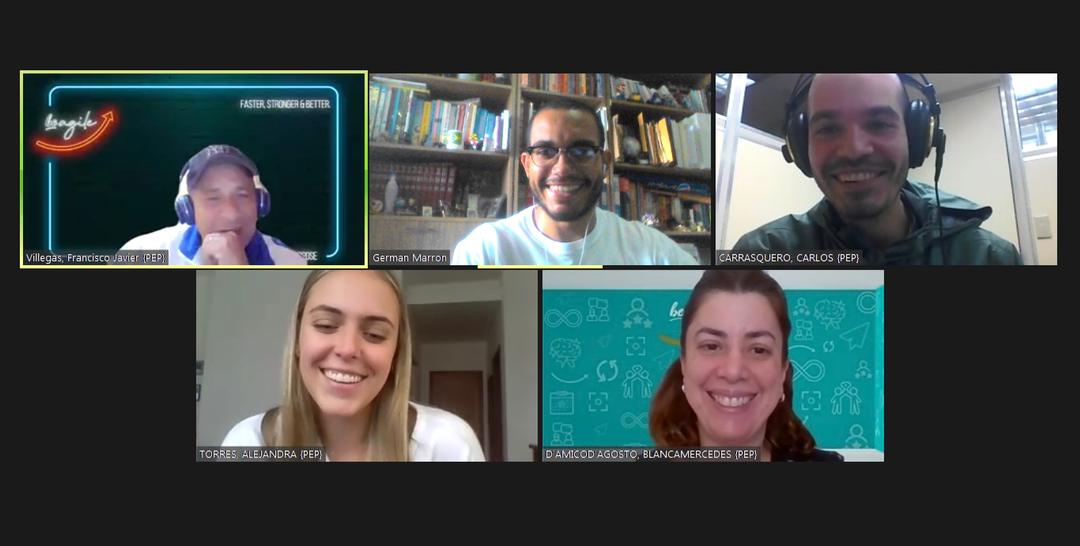 FASTER, STRONGER & BETTER.
Villegas, Francisco Javier {PEP}
German Marron
CARRASQUERO, CARLOS {PEP}
be
TORRES, ALEJANDRA {PEP}
D´AMICOD´AGOSTO, BLANCAMERCEDES {PEP}